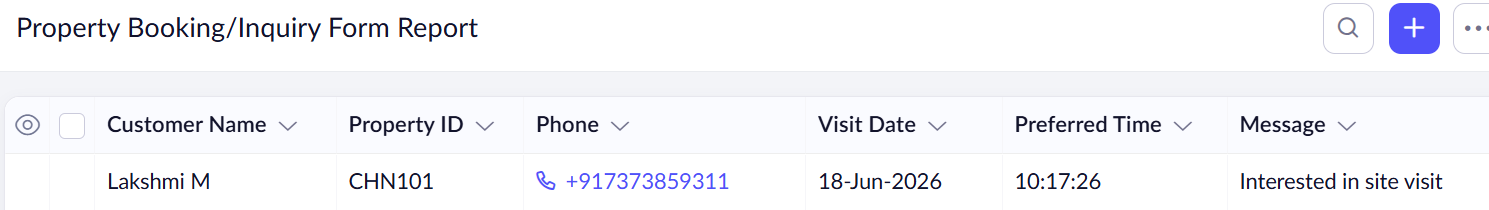 Property Booking/Inquiry Form Report
Customer Name Property ID Phone Visit Date Preferred Time Message
Lakshmi M CHN101 +917373859311 18-Jun-2026 10:17:26 Interested in site visit